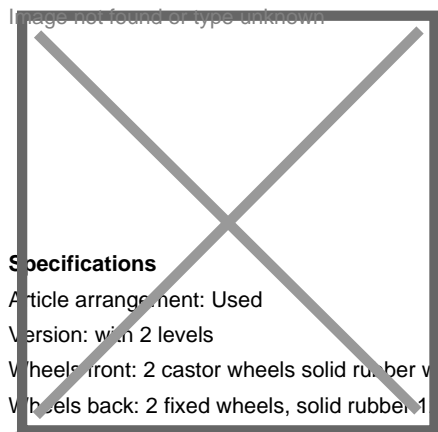 Image not found or type unknown
Specifications
Article arrangement: Used
Version: with 2 levels
Wheels front: 2 castor wheels solid rubber
Wheels back: 2 fixed wheels, solid rubber